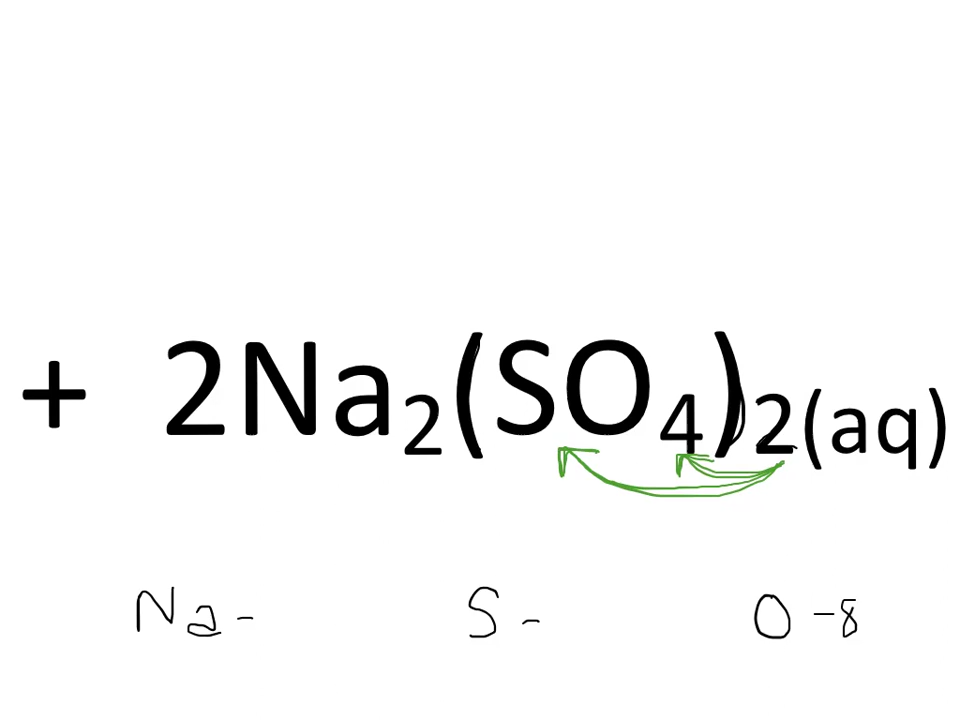 + 2Na₂(SO₄)₂(aq)
Na - S - O - 8